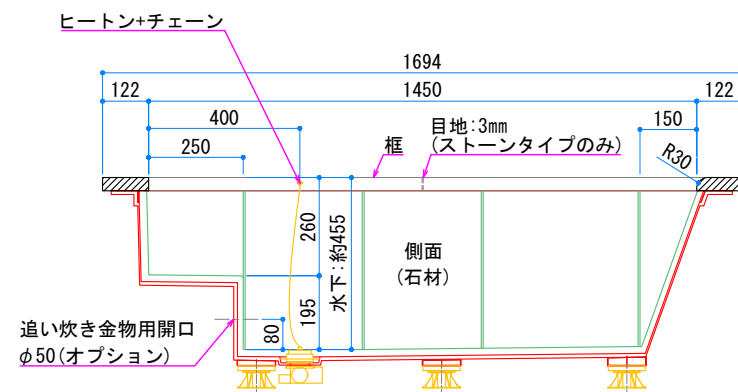 ヒートン+チェーン
1694
122
1450
122
400
目地:3mm
(ストーンタイプのみ)
150
250
框
R30
260
水下:約455
側面
(石材)
195
80
追い炊き金物用開口
φ50(オプション)